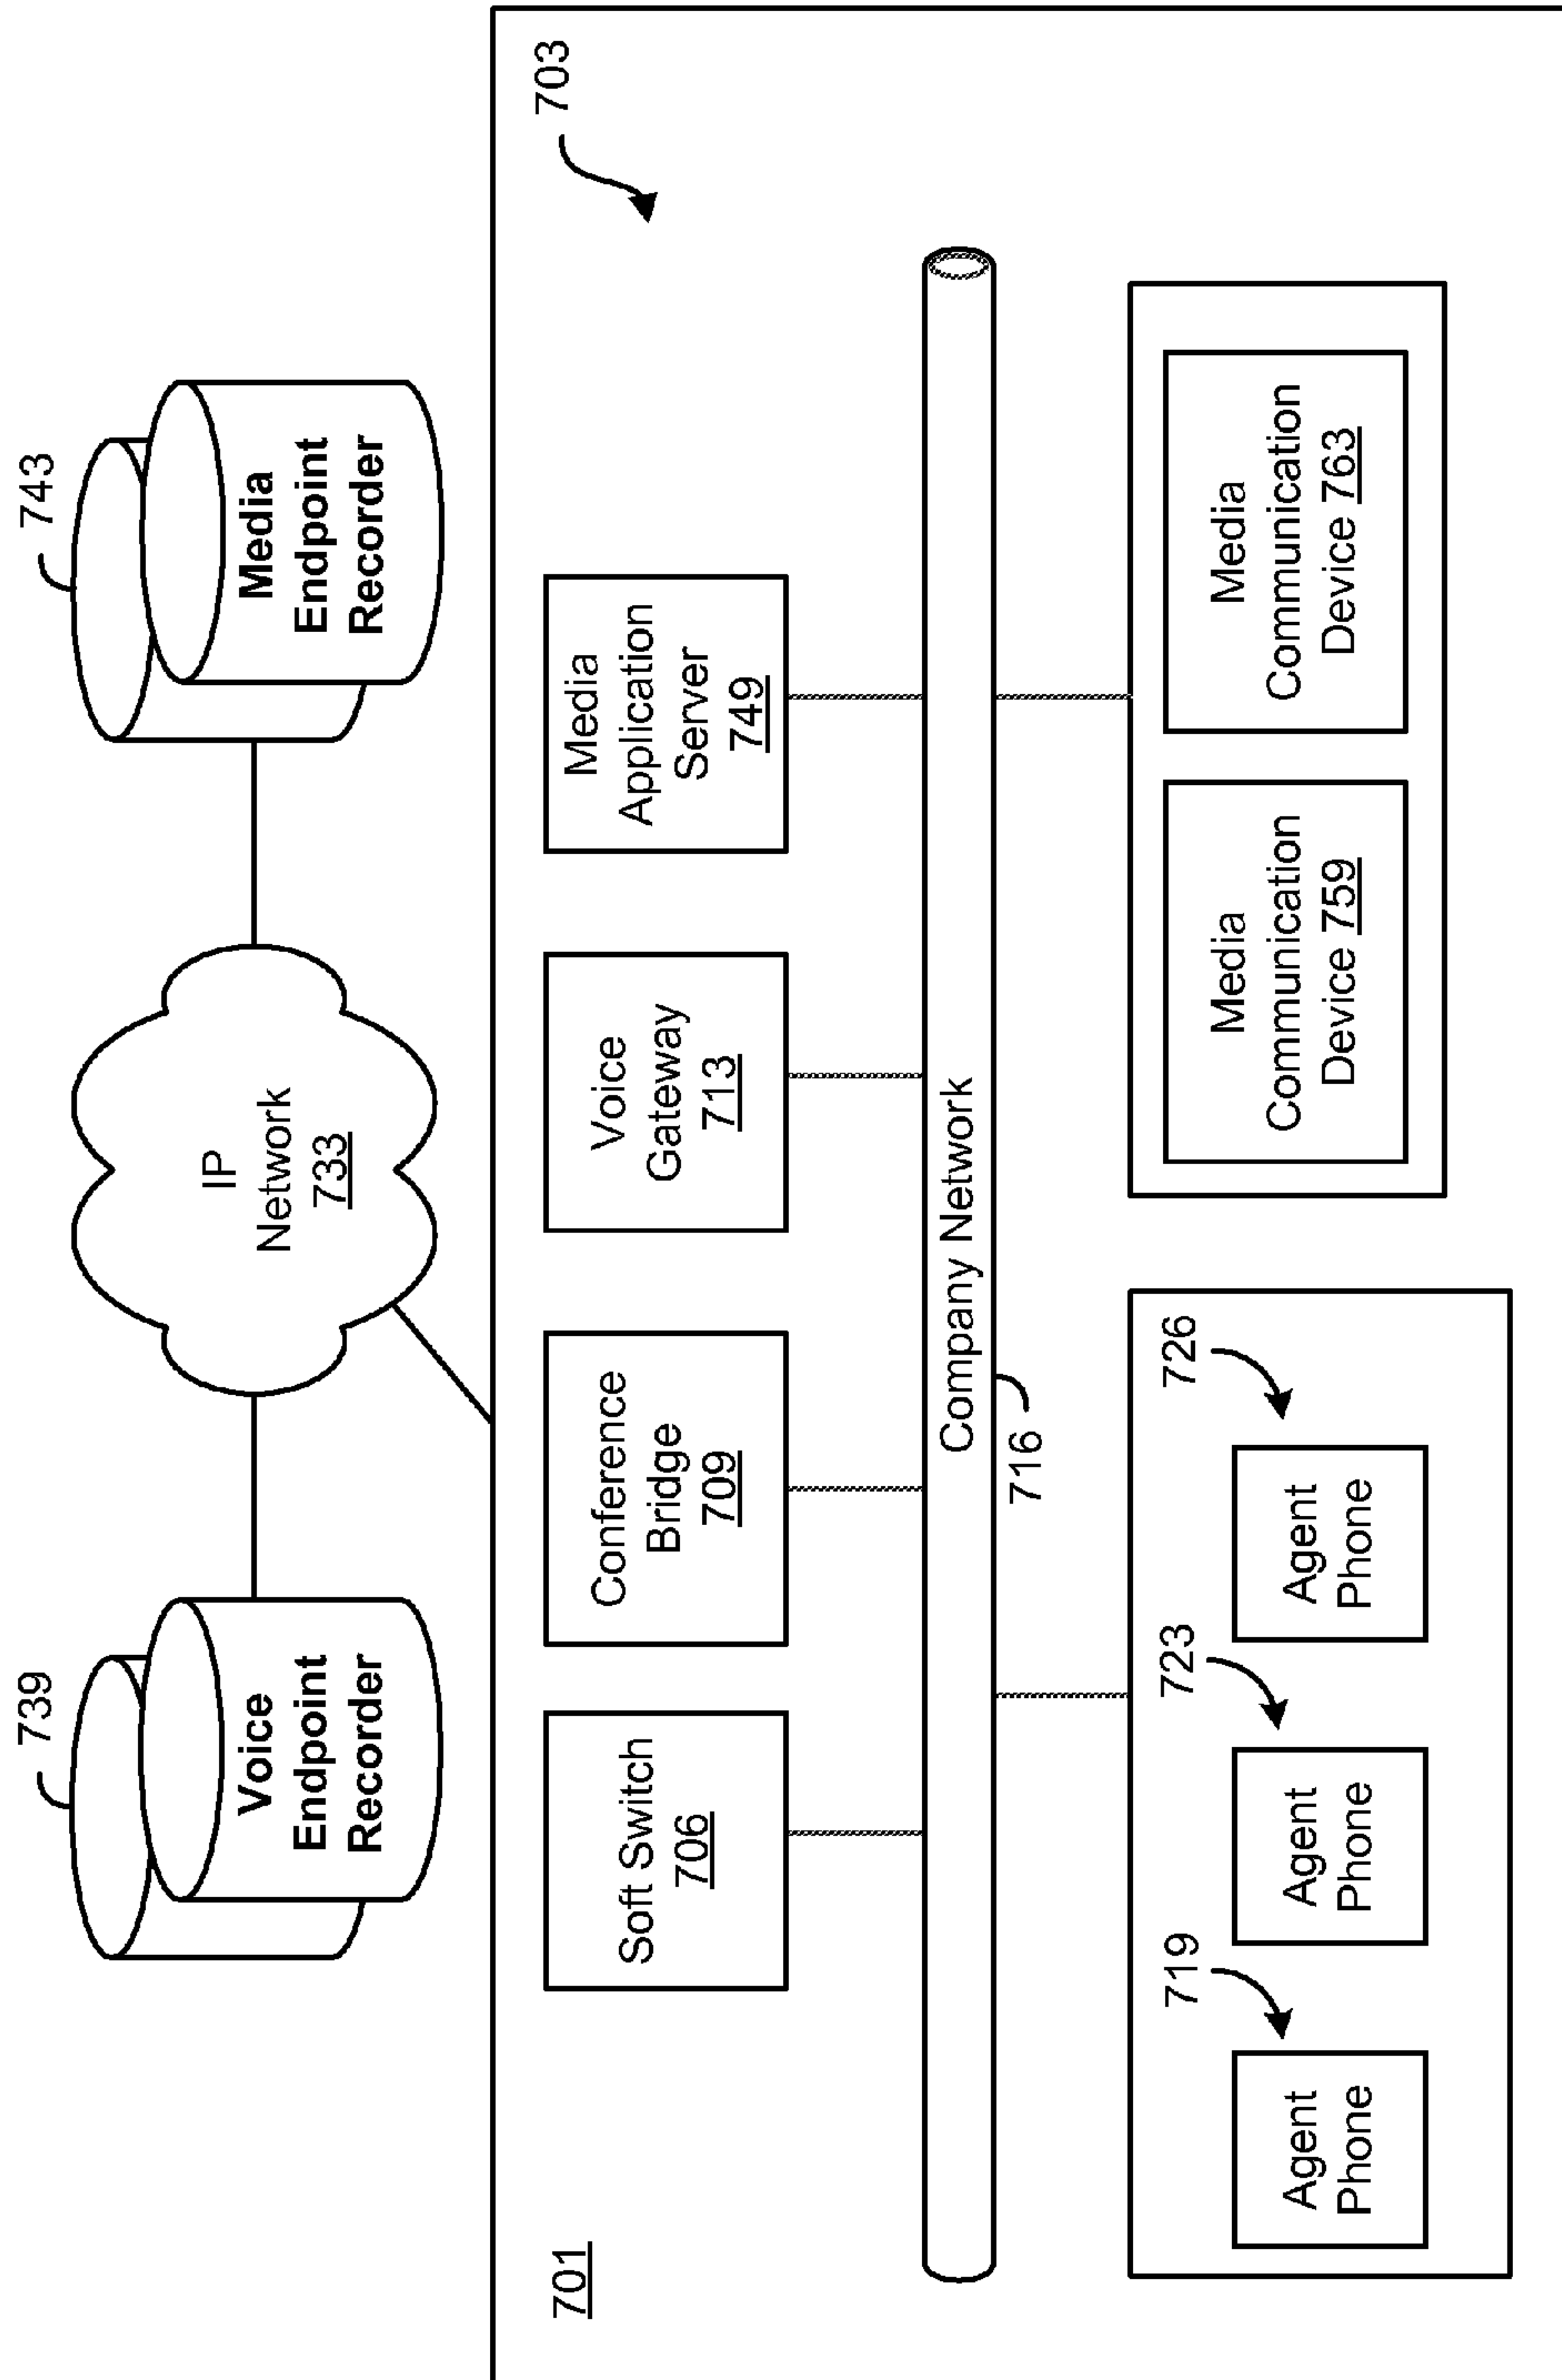 739
Voice
Endpoint
Recorder
IP
Network
733
743
Media
Endpoint
Recorder
701
703
Soft Switch
706
Conference
Bridge
709
Voice
Gateway
713
Media
Application
Server
749
Company Network
716
719
Agent
Phone
723
Agent
Phone
726
Agent
Phone
Media
Communication
Device 759
Media
Communication
Device 763